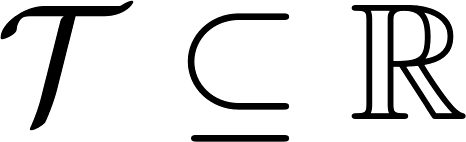 𝒯 ⊆ ℝ